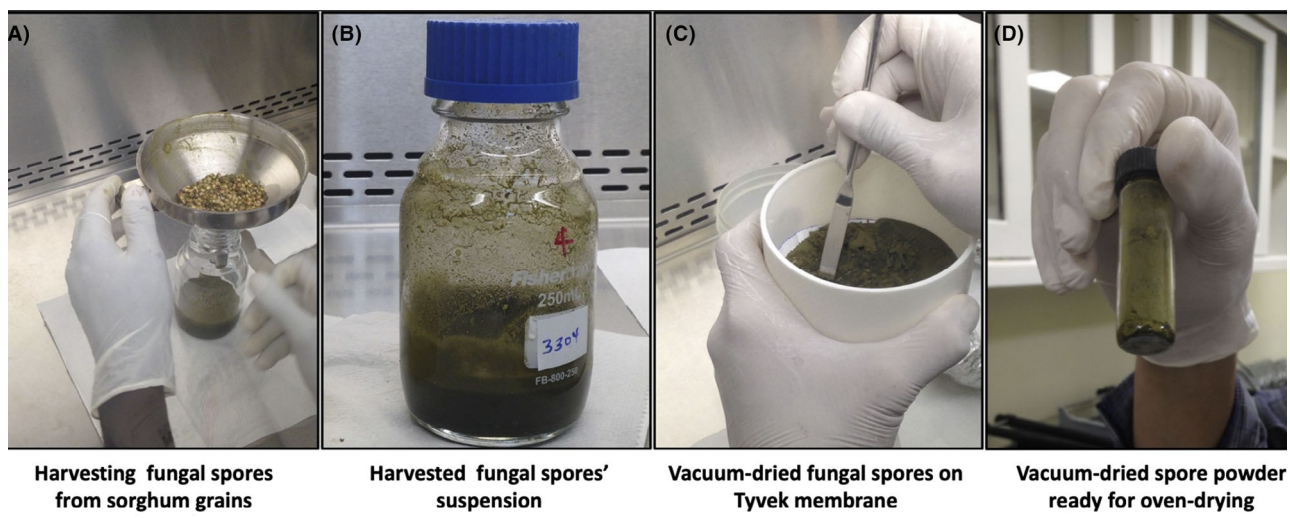 A)
(B)
(C)
(D)
4
Fisher
250mL
3304
FB-800-250
Harvesting fungal spores
from sorghum grains
Harvested fungal spores’
suspension
Vacuum-dried fungal spores on
Tyvek membrane
Vacuum-dried spore powder
ready for oven-drying